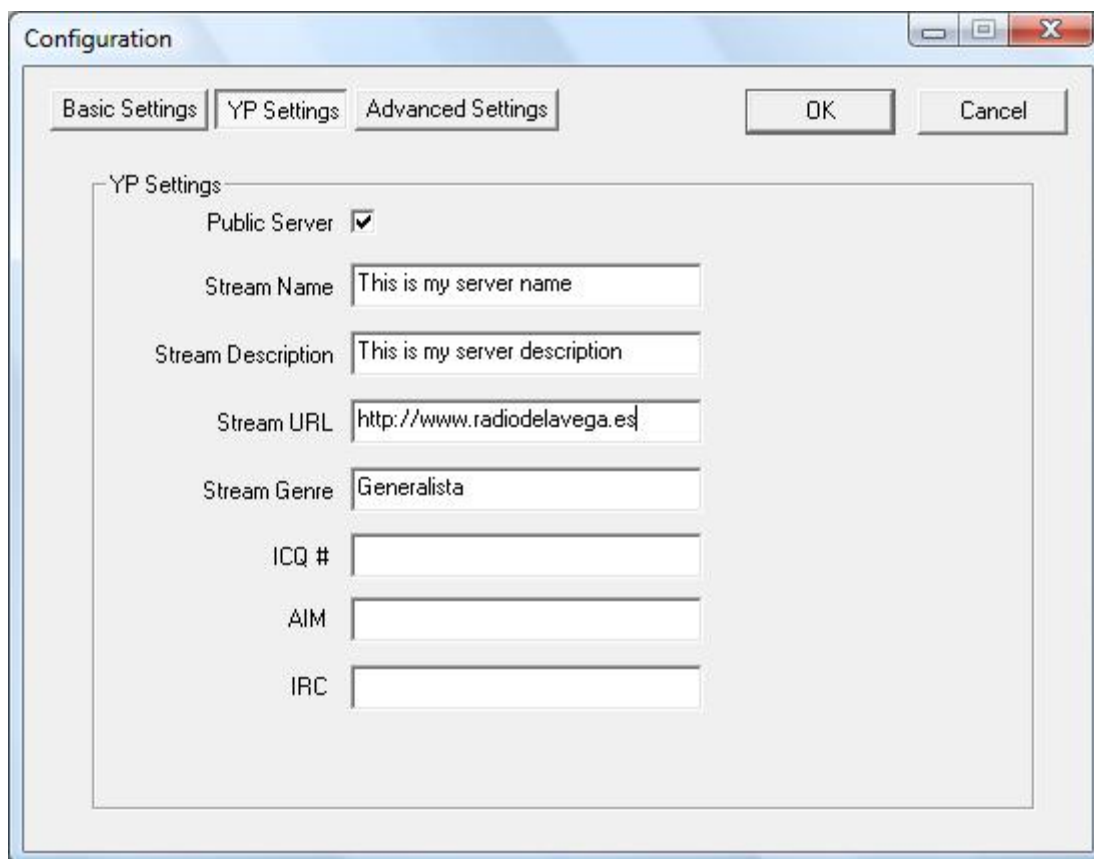 Configuration
Basic Settings YP Settings Advanced Settings OK Cancel
YP Settings
Public Server
Stream Name This is my server name
Stream Description This is my server description
Stream URL http://www.radiodelavega.es
Stream Genre Generalista
ICQ #
AIM
IRC